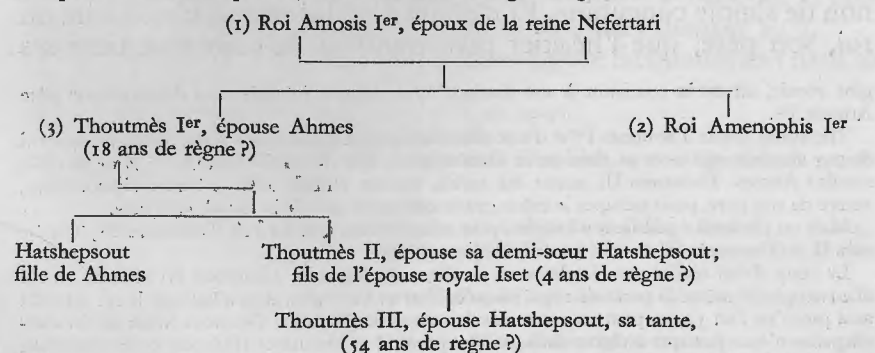 (1) Roi Amosis Iᵉʳ, époux de la reine Nefertari
(3) Thoutmès Iᵉʳ, épouse Ahmes
(2) Roi Amenophis Iᵉʳ
(18 ans de règne ?)
Hatshepsout
fille de Ahmes
Thoutmès II, épouse sa demi-sœur Hatshepsout ;
fils de l'épouse royale Iset (4 ans de règne ?)
Thoutmès III, épouse Hatshepsout, sa tante,
(54 ans de règne ?)